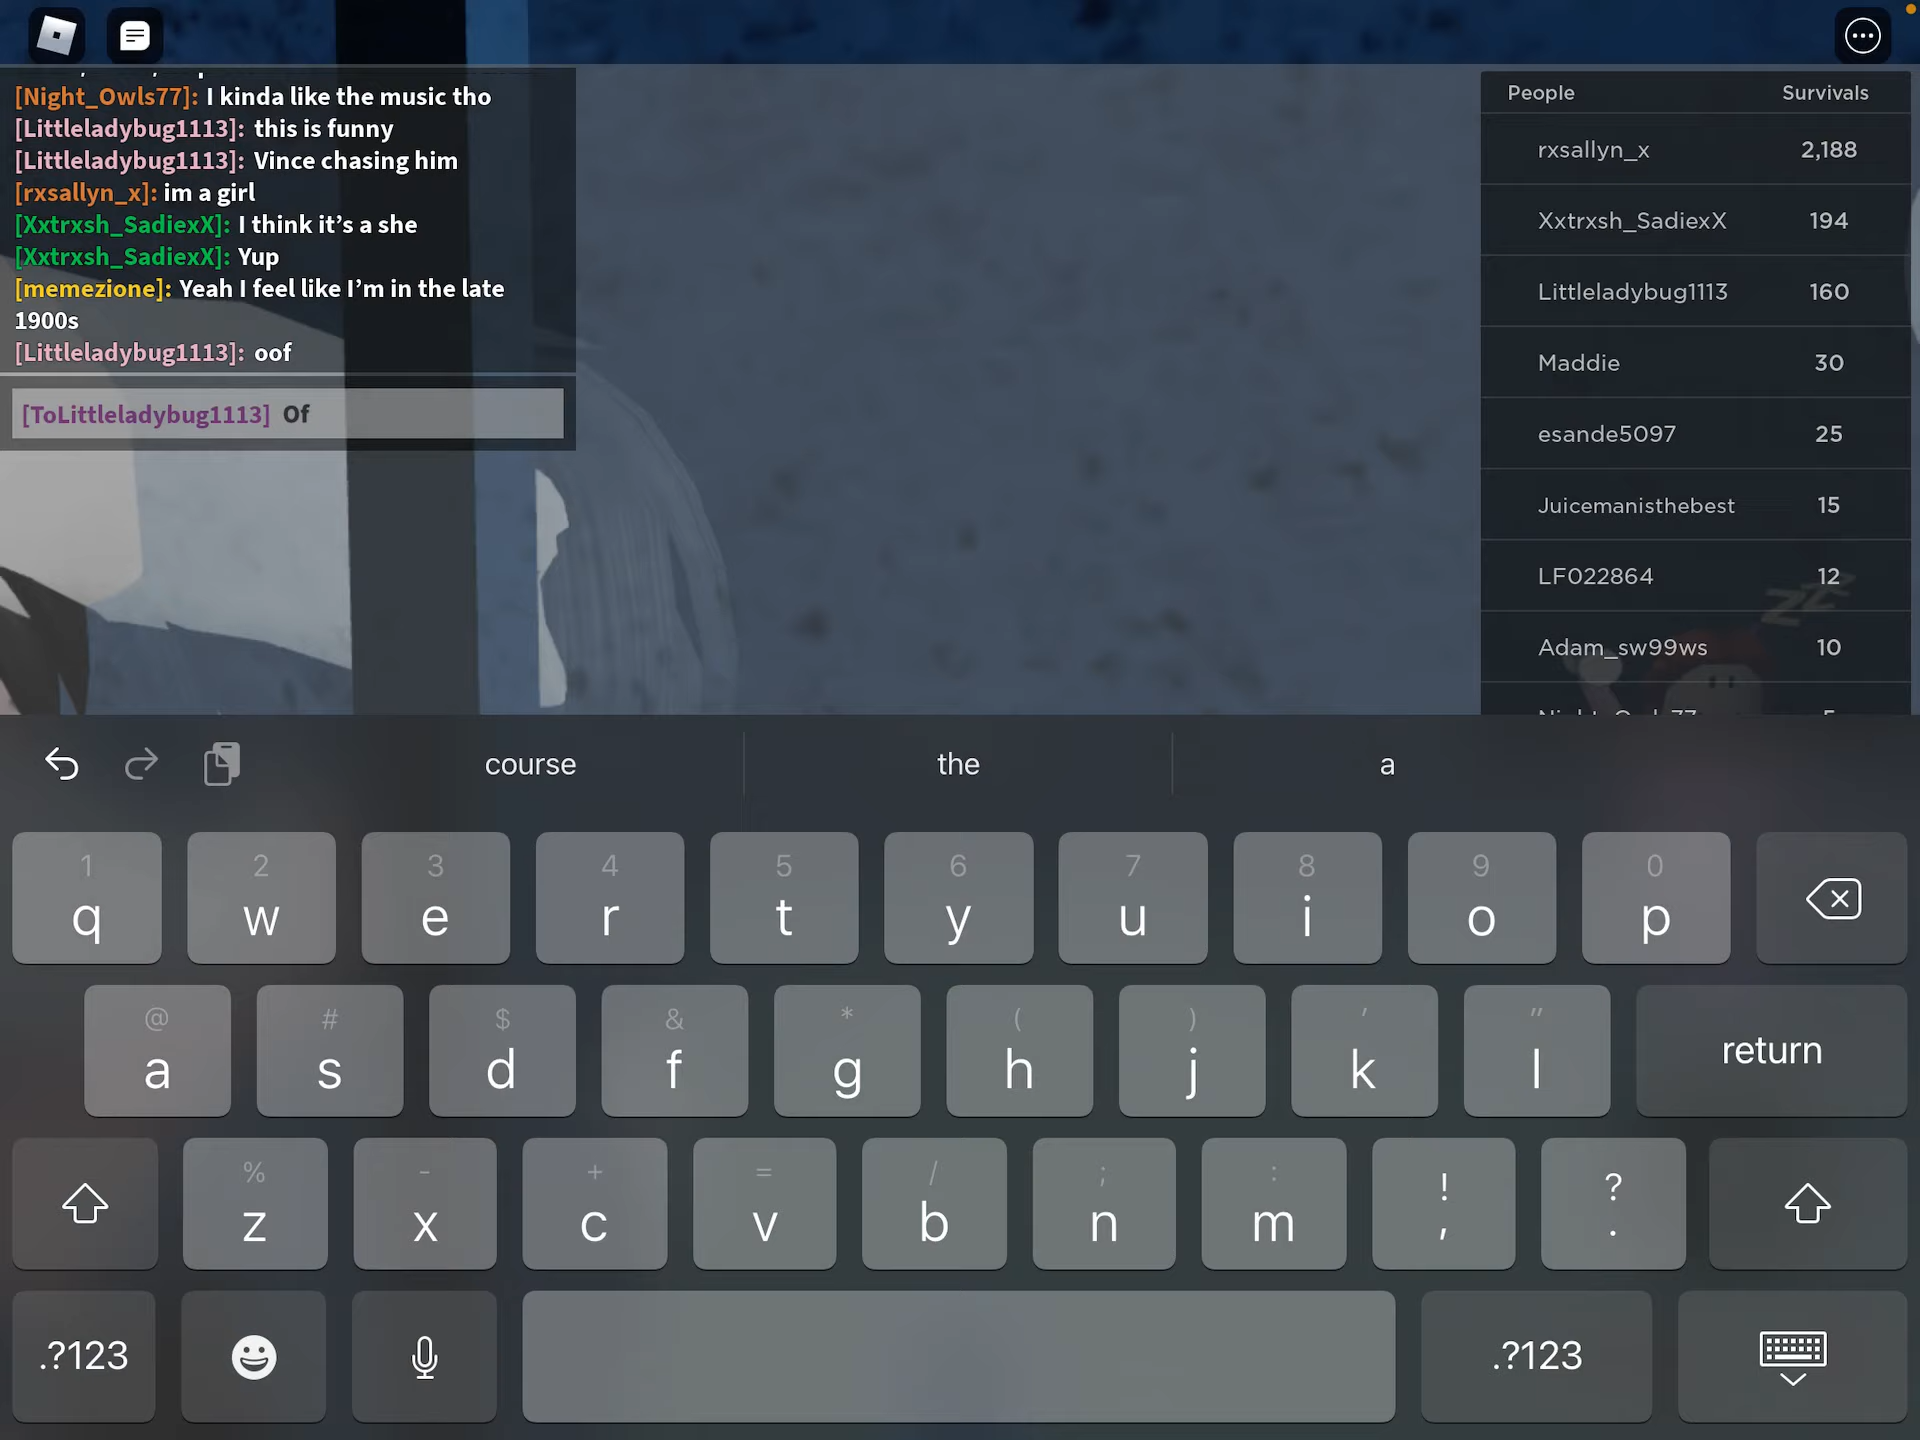 [Night_Owls77]: I kinda like the music tho
[Littleladybug1113]: this is funny
[Littleladybug1113]: Vince chasing him
[rxsallyn_x]: im a girl
[Xxtrxsh_SadiexX]: I think it’s a she
[Xxtrxsh_SadiexX]: Yup
[memezione]: Yeah I feel like I’m in the late
1900s
[Littleladybug1113]: oof
[ToLittleladybug1113] Of
People Survivals
rxsallyn_x 2,188
Xxtrxsh_SadiexX 194
Littleladybug1113 160
Maddie 30
esande5097 25
Juicemanisthebest 15
LF022864 12
Adam_sw99ws 10
zZz
course the a
1 2 3 4 5 6 7 8 9 0
q w e r t y u i o p
@ # $ & * ( ) ' "
a s d f g h j k l return
% - + = / ; : ! ?
z x c v b n m , .
.?123 .?123